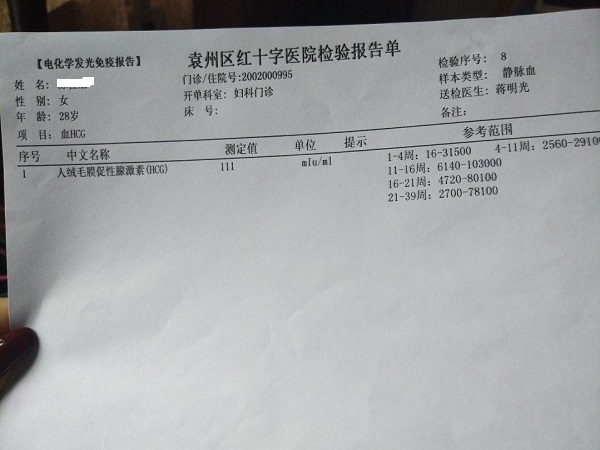 袁州区红十字医院检验报告单
【电化学发光免疫报告】
姓 名:
门诊/住院号:2002000995
检验序号: 8
性 别: 女
开单科室: 妇科门诊
样本类型: 静脉血
年 龄: 28岁
床 号:
送检医生: 蒋明光
项 目: 血HCG
备注:
序号 中文名称 测定值 单位 提示 参考范围
1 人绒毛膜促性腺激素(HCG) 111 mIu/ml 1-4周: 16-31500 4-11周: 2560-29100
11-16周: 6140-103000
16-21周: 4720-80100
21-39周: 2700-78100